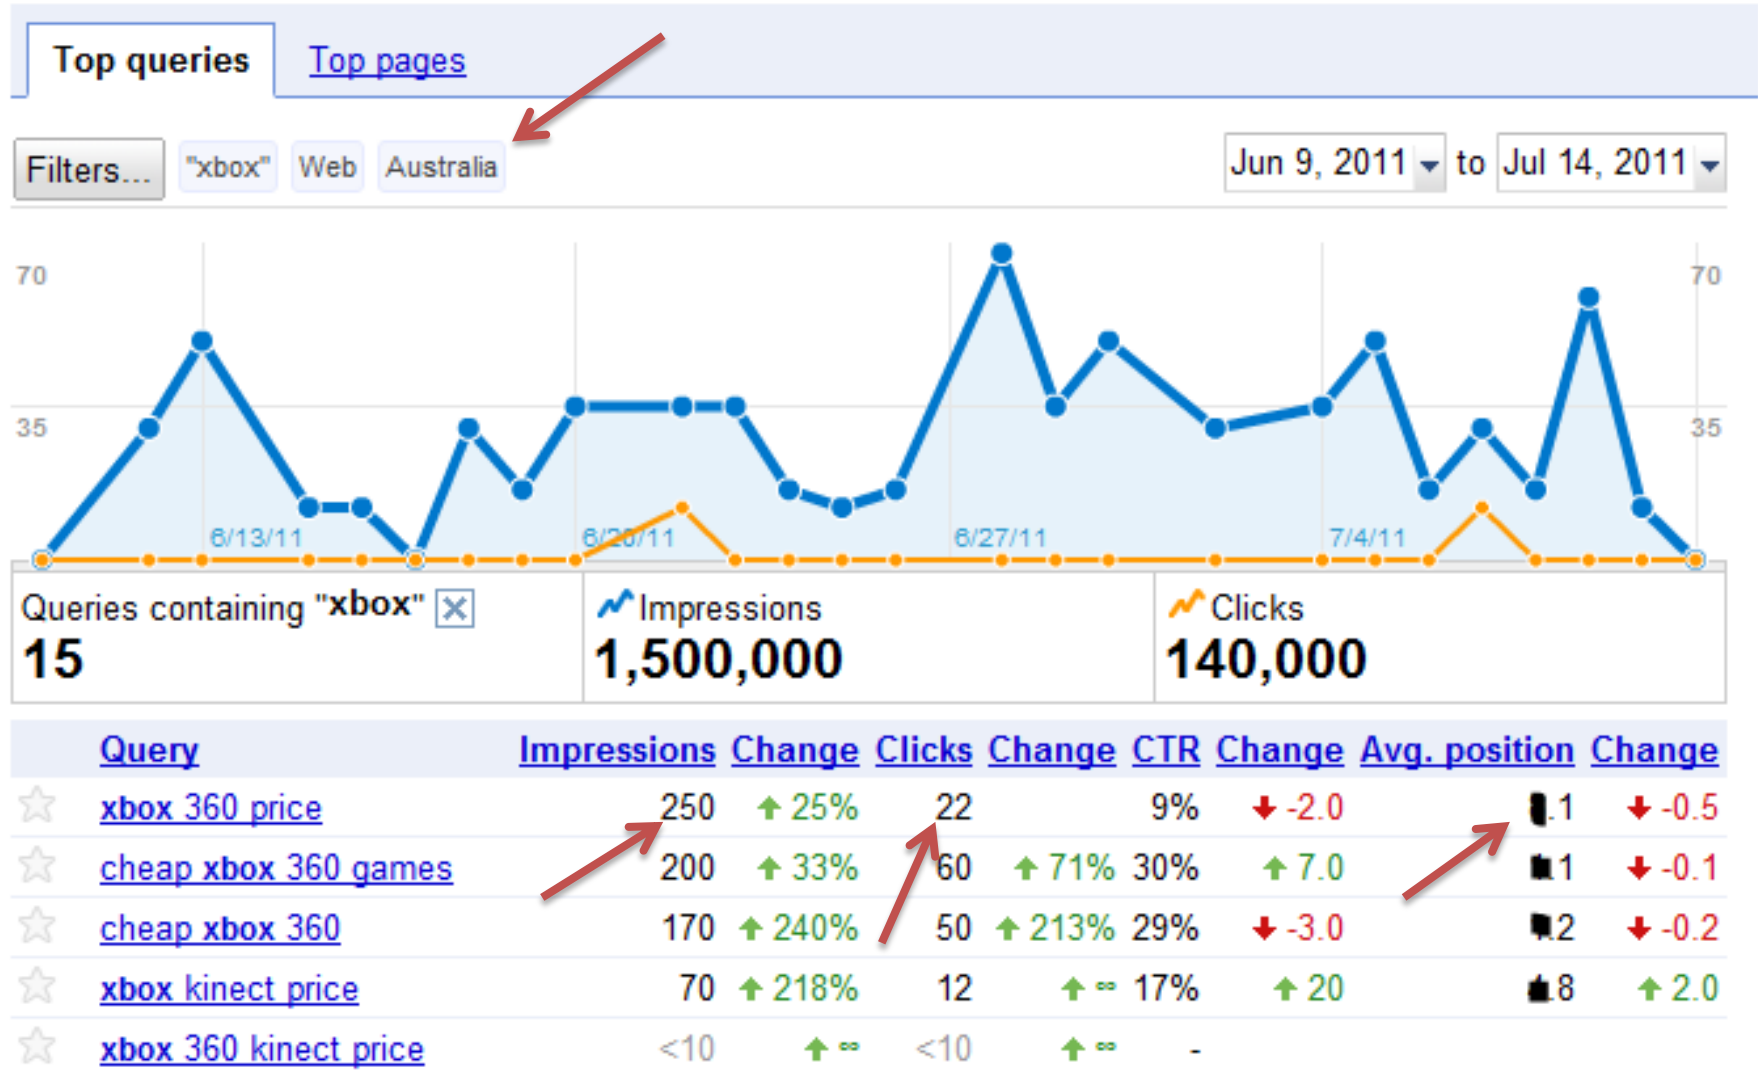 Top queries Top pages
Filters... "xbox" Web Australia Jun 9, 2011 to Jul 14, 2011
70 70
35 35
6/13/11 6/20/11 6/27/11 7/4/11
Queries containing "xbox" Impressions Clicks
15 1,500,000 140,000
Query Impressions Change Clicks Change CTR Change Avg. position Change
xbox 360 price 250 25% 22 9% -2.0 .1 -0.5
cheap xbox 360 games 200 33% 60 71% 30% 7.0 1 -0.1
cheap xbox 360 170 240% 50 213% 29% -3.0 .2 -0.2
xbox kinect price 70 218% 12 ∞ 17% 20 .8 2.0
xbox 360 kinect price <10 ∞ <10 ∞ -